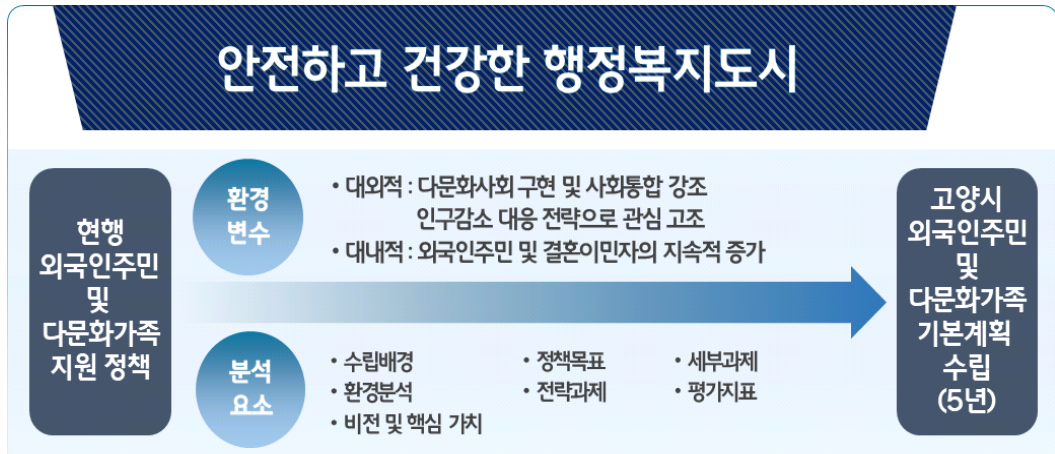 안전하고 건강한 행정복지도시
현행
외국인주민
및
다문화가족
지원 정책
환경
변수
• 대외적 : 다문화사회 구현 및 사회통합 강조
인구감소 대응 전략으로 관심 고조
• 대내적 : 외국인주민 및 결혼이민자의 지속적 증가
분석
요소
• 수립배경
• 환경분석
• 비전 및 핵심 가치
• 정책목표
• 전략과제
• 세부과제
• 평가지표
고양시
외국인주민
및
다문화가족
기본계획
수립
(5년)